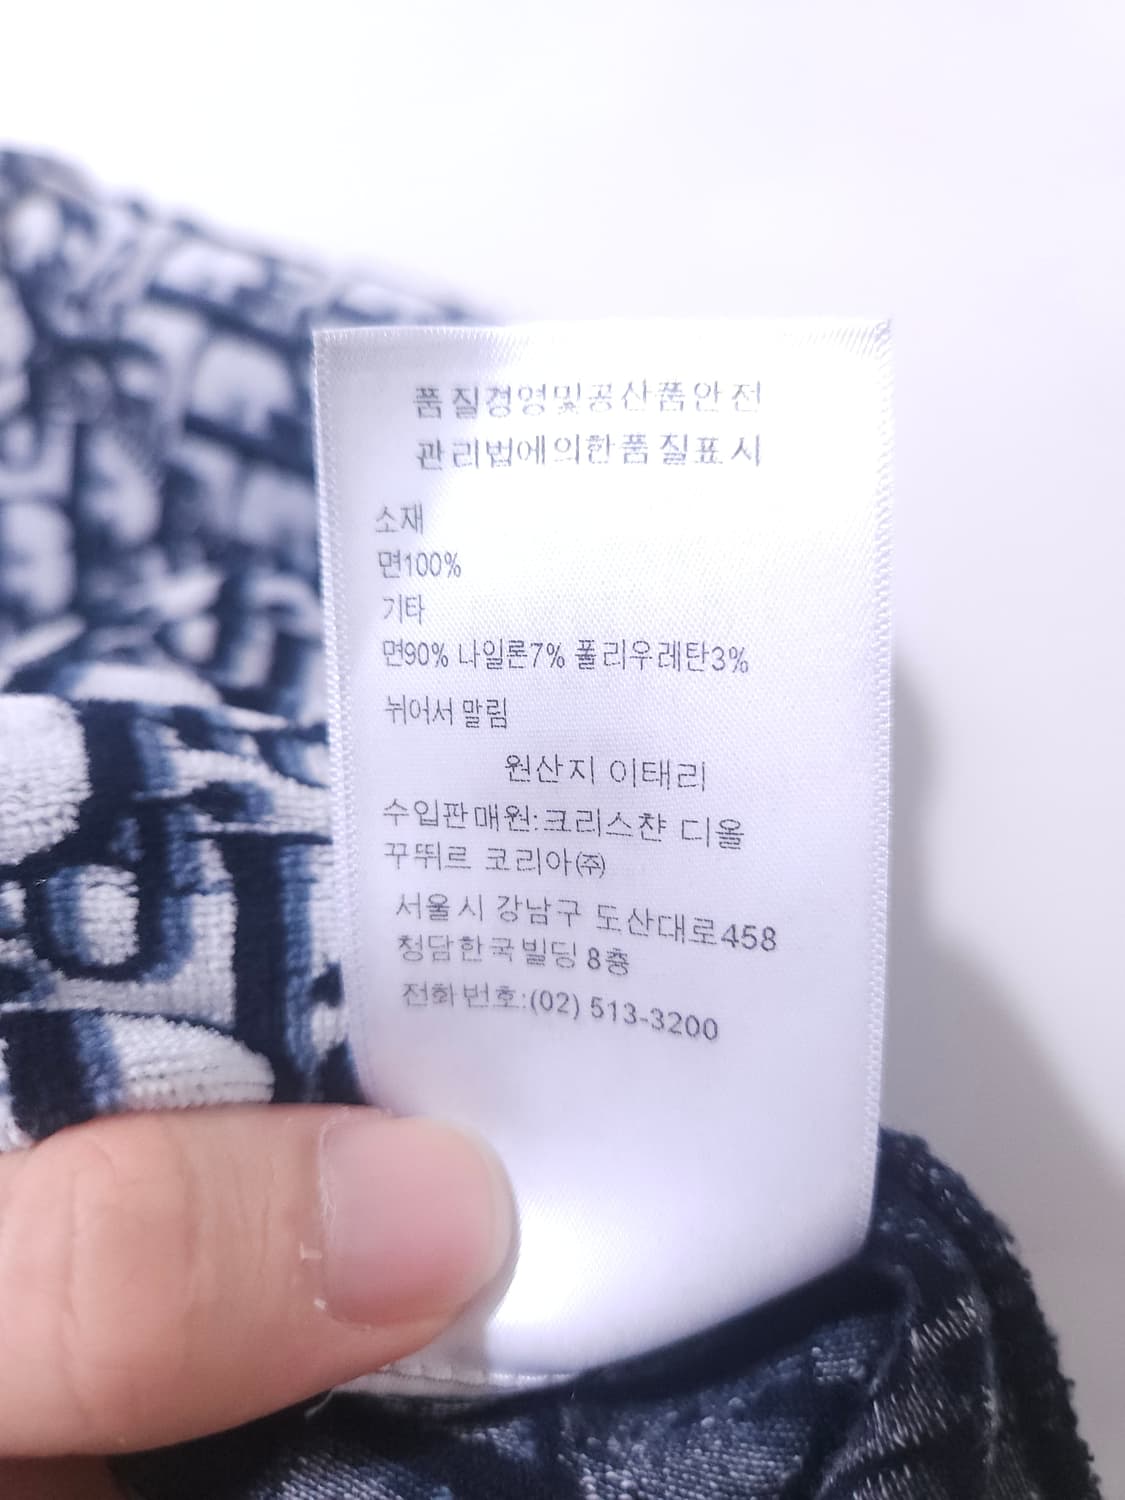 품질경영및공산품안전
관리법에의한품질표시
소재
면100%
기타
면90% 나일론7% 폴리우레탄3%
뉘어서 말림
원산지 이태리
수입판매원:크리스챤 디올
꾸뛰르 코리아㈜
서울시 강남구 도산대로458
청담한국빌딩 8층
전화번호:(02) 513-3200